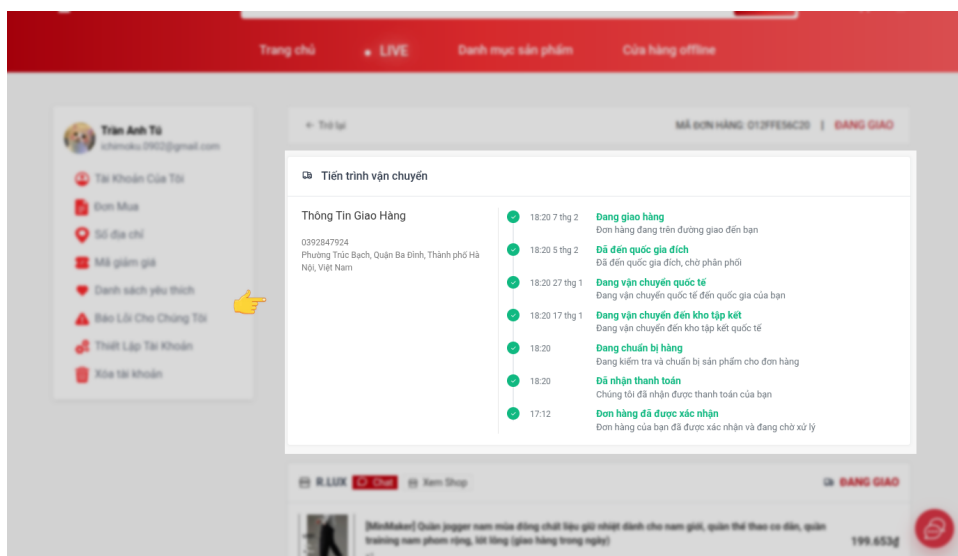 Trang chủ
LIVE
Danh mục sản phẩm
Cửa hàng offline
Trần Anh Tú
ichimoku.0902@gmail.com
Tài Khoản Của Tôi
Đơn Mua
Số địa chỉ
Mã giảm giá
Danh sách yêu thích
Báo Lỗi Cho Chúng Tôi
Thiết Lập Tài Khoản
Xóa tài khoản
← Trở lại
MÃ ĐƠN HÀNG: O12FFE56C20 | ĐANG GIAO
Tiến trình vận chuyển
Thông Tin Giao Hàng
0392847924
Phường Trúc Bạch, Quận Ba Đình, Thành phố Hà
Nội, Việt Nam
18:20 7 thg 2 Đang giao hàng
Đơn hàng đang trên đường giao đến bạn
18:20 5 thg 2 Đã đến quốc gia đích
Đã đến quốc gia đích, chờ phân phối
18:20 27 thg 1 Đang vận chuyển quốc tế
Đang vận chuyển quốc tế đến quốc gia của bạn
18:20 17 thg 1 Đang vận chuyển đến kho tập kết
Đang vận chuyển đến kho tập kết quốc tế
18:20 Đang chuẩn bị hàng
Đang kiểm tra và chuẩn bị sản phẩm cho đơn hàng
18:20 Đã nhận thanh toán
Chúng tôi đã nhận được thanh toán của bạn
17:12 Đơn hàng đã được xác nhận
Đơn hàng của bạn đã được xác nhận và đang chờ xử lý
R.LUX Chat Xem Shop
ĐANG GIAO
[MinMaker] Quần jogger nam mùa đông chất liệu giữ nhiệt dành cho nam giới, quần thể thao co dãn, quần
training nam phom rộng, lót lông (giao hàng trong ngày)
199.653₫